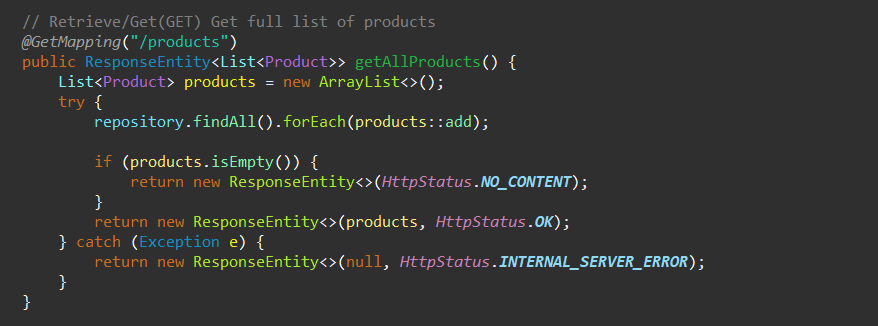 // Retrieve/Get(GET) Get full list of products
@GetMapping("/products")
public ResponseEntity<List<Product>> getAllProducts() {
    List<Product> products = new ArrayList<>();
    try {
        repository.findAll().forEach(products::add);

        if (products.isEmpty()) {
            return new ResponseEntity<>(HttpStatus.NO_CONTENT);
        }
        return new ResponseEntity<>(products, HttpStatus.OK);
    } catch (Exception e) {
        return new ResponseEntity<>(null, HttpStatus.INTERNAL_SERVER_ERROR);
    }
}